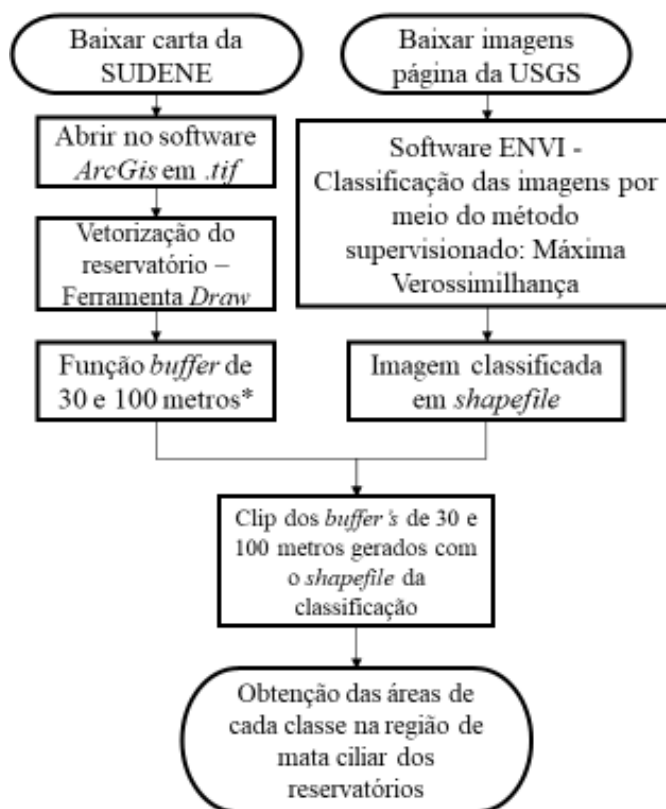 Baixar carta da
SUDENE
Abrir no software
ArcGis em .tif
Vetorização do
reservatório –
Ferramenta Draw
Função buffer de
30 e 100 metros*
Baixar imagens
página da USGS
Software ENVI -
Classificação das imagens por
meio do método
supervisionado: Máxima
Verossimilhança
Imagem classificada
em shapefile
Clip dos buffer´s de 30 e
100 metros gerados com
o shapefile da
classificação
Obtenção das áreas de
cada classe na região de
mata ciliar dos
reservatórios